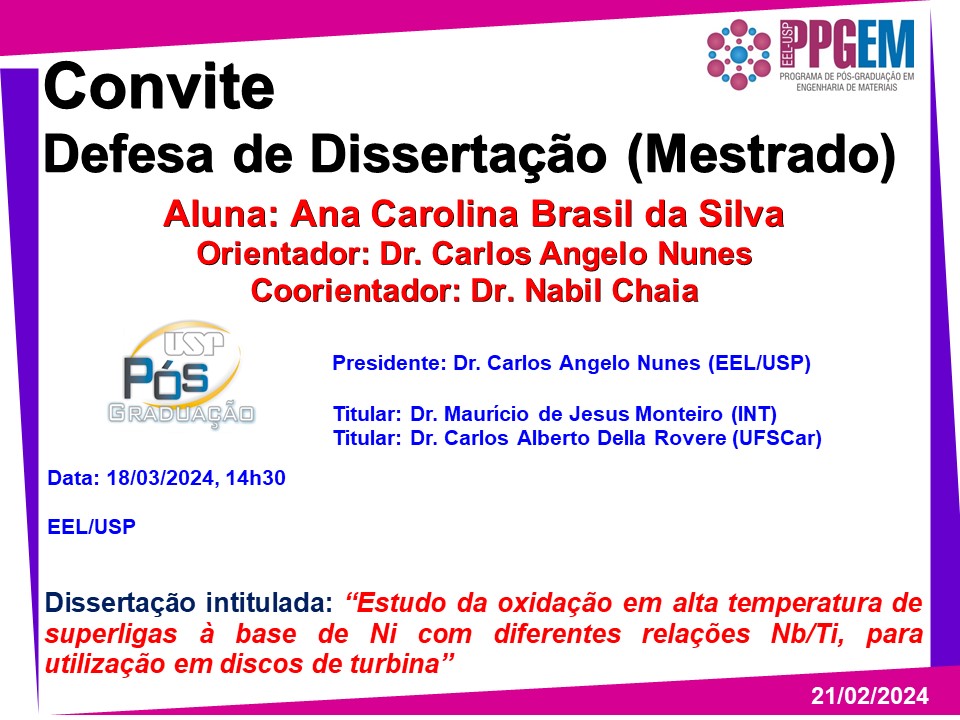 EEL-USP
PPGEM
PROGRAMA DE PÓS-GRADUAÇÃO EM
ENGENHARIA DE MATERIAIS
Convite
Defesa de Dissertação (Mestrado)
Aluna: Ana Carolina Brasil da Silva
Orientador: Dr. Carlos Angelo Nunes
Coorientador: Dr. Nabil Chaia
USP
Pós
GRADUAÇÃO
Presidente: Dr. Carlos Angelo Nunes (EEL/USP)
Titular: Dr. Maurício de Jesus Monteiro (INT)
Titular: Dr. Carlos Alberto Della Rovere (UFSCar)
Data: 18/03/2024, 14h30
EEL/USP
Dissertação intitulada: “Estudo da oxidação em alta temperatura de
superligas à base de Ni com diferentes relações Nb/Ti, para
utilização em discos de turbina”
21/02/2024